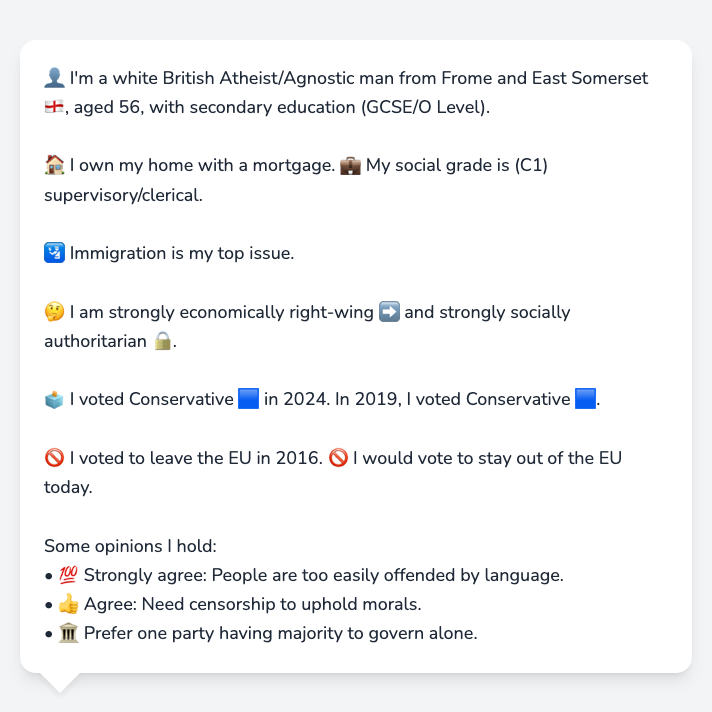 👤 I'm a white British Atheist/Agnostic man from Frome and East Somerset
🏴󠁧󠁢󠁥󠁮󠁧󠁿, aged 56, with secondary education (GCSE/O Level).
🏠 I own my home with a mortgage. 💼 My social grade is (C1)
supervisory/clerical.
🛂 Immigration is my top issue.
🤔 I am strongly economically right-wing ➡️ and strongly socially
authoritarian 🔒.
🗳️ I voted Conservative 🟦 in 2024. In 2019, I voted Conservative 🟦.
🚫 I voted to leave the EU in 2016. 🚫 I would vote to stay out of the EU
today.
Some opinions I hold:
• 💯 Strongly agree: People are too easily offended by language.
• 👍 Agree: Need censorship to uphold morals.
• 🏛️ Prefer one party having majority to govern alone.